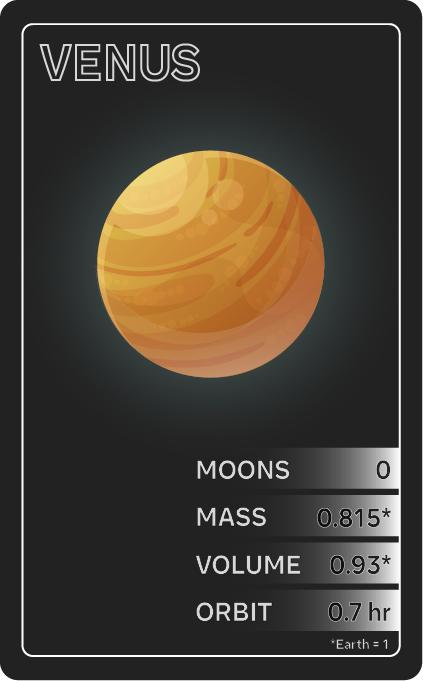 VENUS
MOONS 0
MASS 0.815*
VOLUME 0.93*
ORBIT 0.7 hr
*Earth = 1